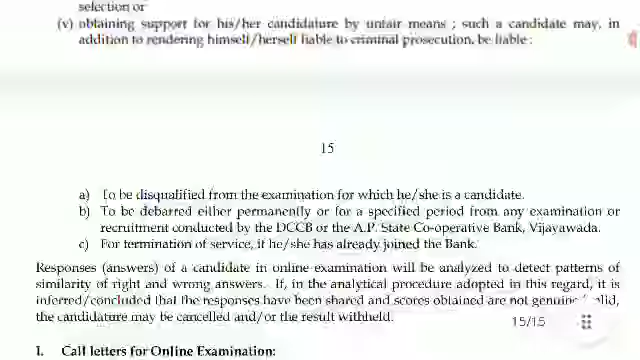 selection or
(v) obtaining support for his/her candidature by unfair means ; such a candidate may, in
addition to rendering himself/herself liable to criminal prosecution, be liable :
15
a) To be disqualified from the examination for which he/she is a candidate.
b) To be debarred either permanently or for a specified period from any examination or
recruitment conducted by the DCCB or the A.P. State Co-operative Bank, Vijayawada.
c) For termination of service, if he/she has already joined the Bank.
Responses (answers) of a candidate in online examination will be analyzed to detect patterns of
similarity of right and wrong answers. If, in the analytical procedure adopted in this regard, it is
inferred/concluded that the responses have been shared and scores obtained are not genuine
the candidature may be cancelled and/or the result withheld.
15/15
I. Call letters for Online Examination: